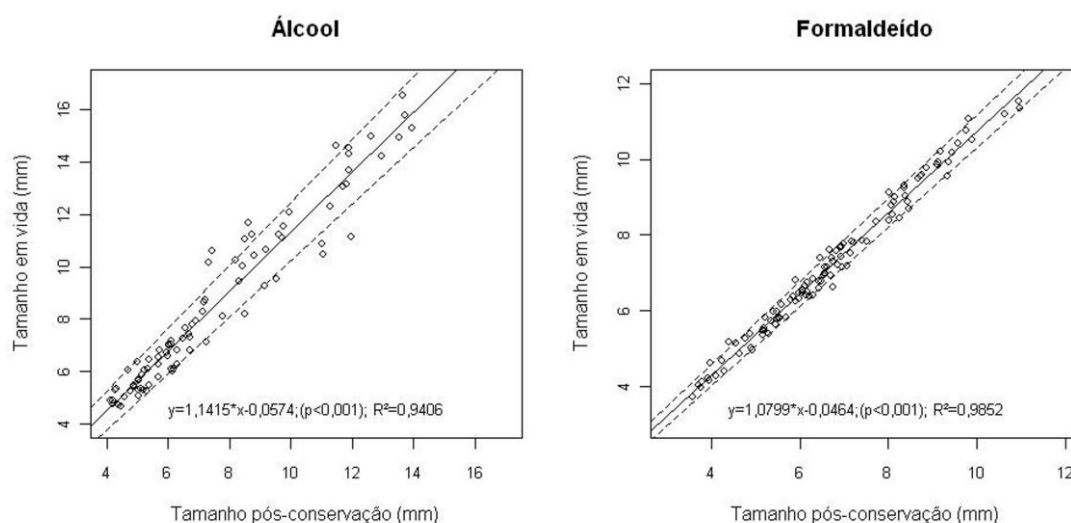 Álcool
Tamanho em vida (mm)
16
14
12
10
8
6
4
y=1,1415*x-0,0574;(p<0,001); R²=0,9406
4 6 8 10 12 14 16
Tamanho pós-conservação (mm)
Formaldeído
Tamanho em vida (mm)
12
10
8
6
4
y=1,0799*x-0,0464;(p<0,001); R²=0,9852
4 6 8 10 12
Tamanho pós-conservação (mm)